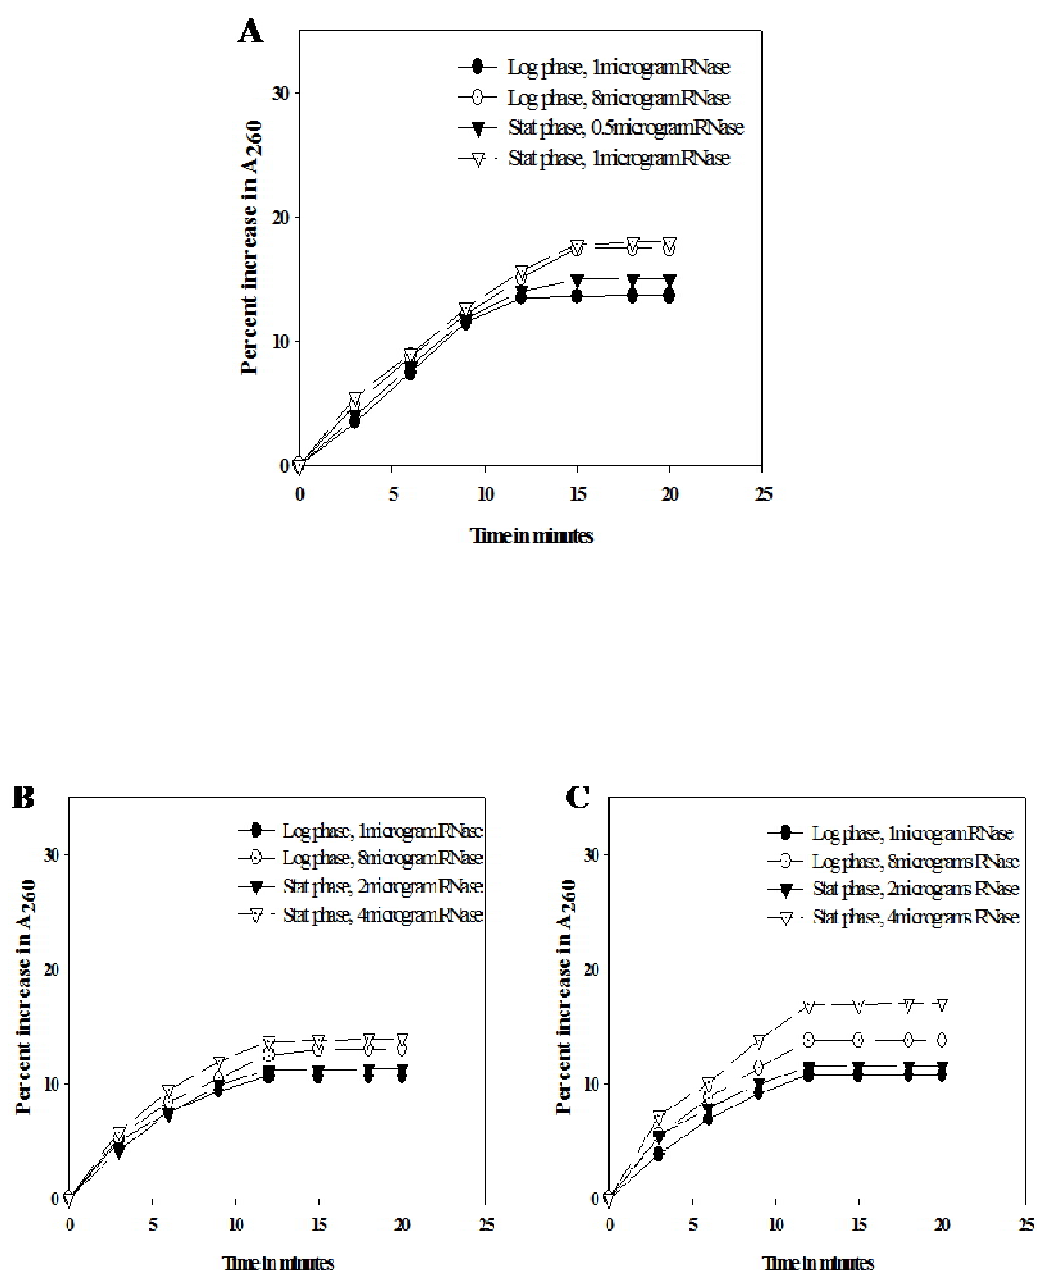 A
Log phase, 1microgram RNase
Log phase, 8microgram RNase
Stat phase, 0.5microgram RNase
Stat phase, 1microgram RNase
Percent increase in A260
30
20
10
0
0 5 10 15 20 25
Time in minutes
B
Log phase, 1microgram RNase
Log phase, 8microgram RNase
Stat phase, 2microgram RNase
Stat phase, 4microgram RNase
Percent increase in A260
30
20
10
0
0 5 10 15 20 25
Time in minutes
C
Log phase, 1microgram RNase
Log phase, 8micrograms RNase
Stat phase, 2micrograms RNase
Stat phase, 4micrograms RNase
Percent increase in A260
30
20
10
0
0 5 10 15 20 25
Time in minutes